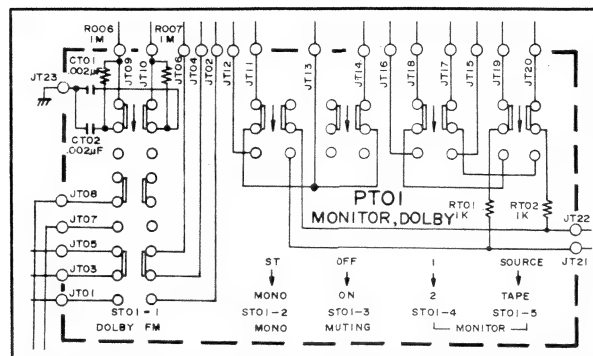 R006 R007
1M 1M
CT01
.002µF
JT09
JT10
JT06
JT04
JT02
JT12
JT11
JT13
JT14
JT16
JT18
JT17
JT15
JT19
JT20
JT23
CT02
.002µF
JT08
JT07
JT05
JT03
JT01
PT01
MONITOR, DOLBY
RT01
1K
RT02
1K
JT22
JT21
ST OFF 1 SOURCE
MONO ON 2 TAPE
ST01-1 ST01-2 ST01-3 ST01-4 ST01-5
DOLBY FM MONO MUTING MONITOR